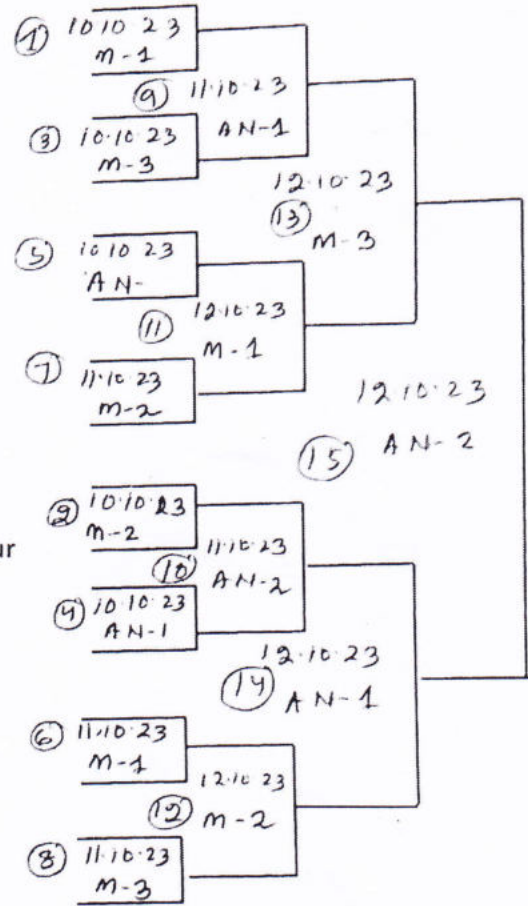 ① 10 10 23
M-1
⑨ 11.10.23
AN-1
③ 10.10.23
M-3
12.10.23
⑬
M-3
⑤ 10 10 23
AN-
⑪ 12.10.23
M-1
⑦ 11.10.23
M-2
12.10.23
⑮ AN-2
② 10.10.23
M-2
ur
⑩ 11.10.23
AN-2
④ 10.10.23
AN-1
12.10.23
⑭ AN-1
⑥ 11.10.23
M-1
12.10 23
⑫ M-2
⑧ 11.10.23
M-3